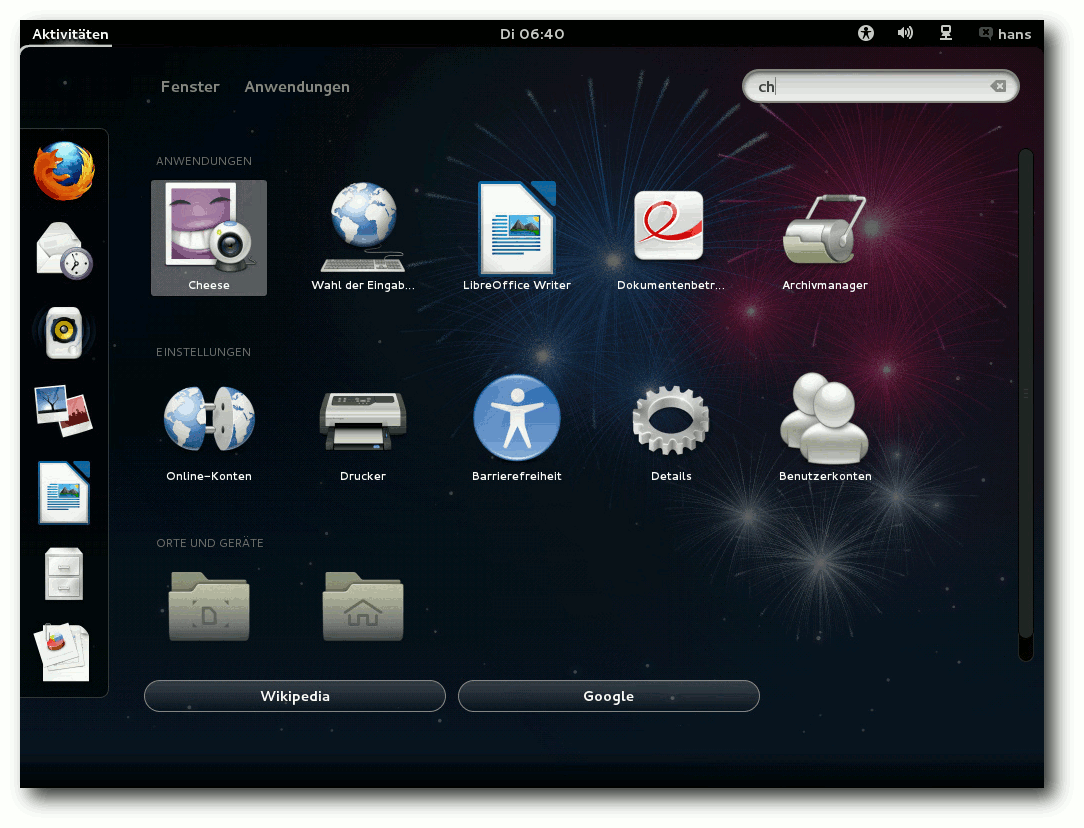 Aktivitäten Di 06:40 hans
Fenster Anwendungen ch
ANWENDUNGEN
Cheese Wahl der Eingab... LibreOffice Writer Dokumentenbetr... Archivmanager
EINSTELLUNGEN
Online-Konten Drucker Barrierefreiheit Details Benutzerkonten
ORTE UND GERÄTE
Wikipedia Google